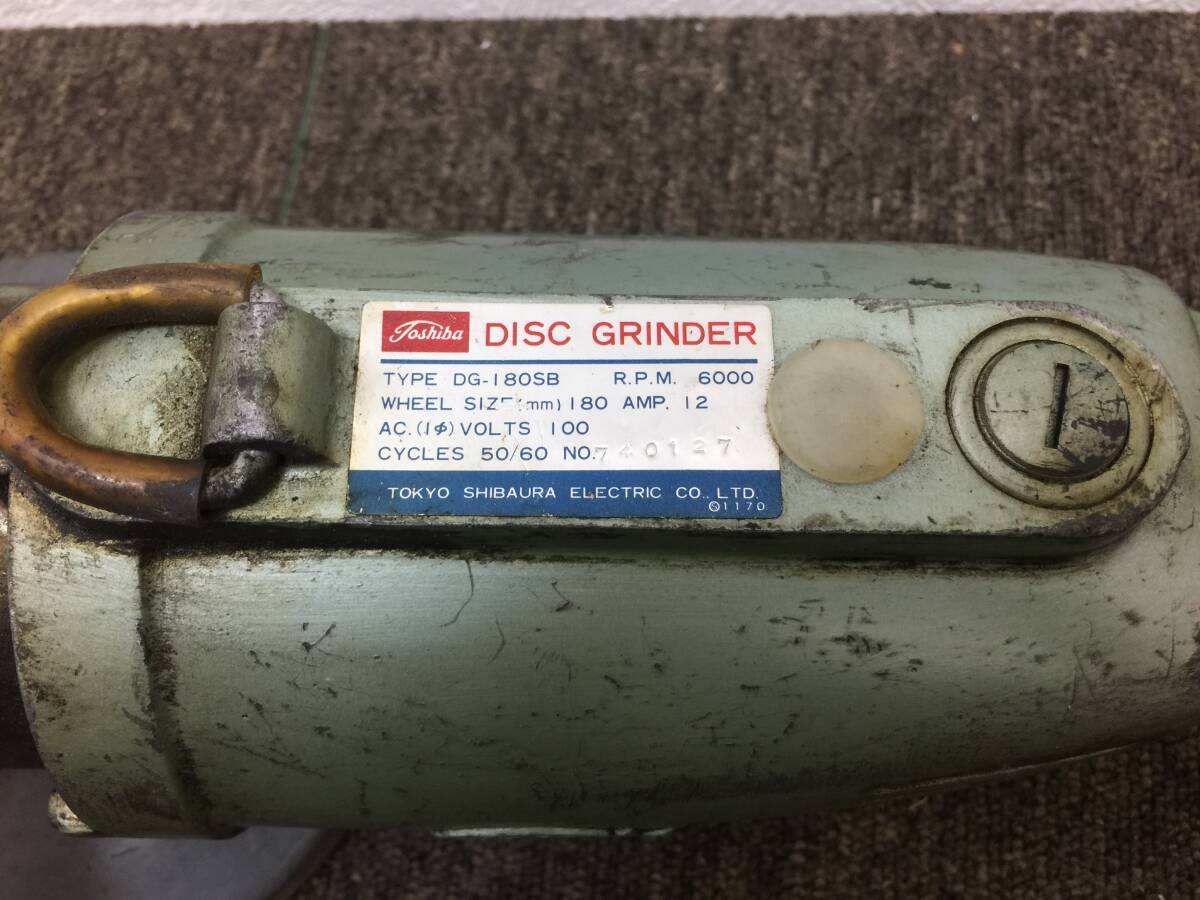 Toshiba DISC GRINDER
TYPE DG-180SB R.P.M. 6000
WHEEL SIZE (mm) 180 AMP. 12
AC. (1φ) VOLTS 100
CYCLES 50/60 NO. 740127
TOKYO SHIBAURA ELECTRIC CO., LTD.
©1170